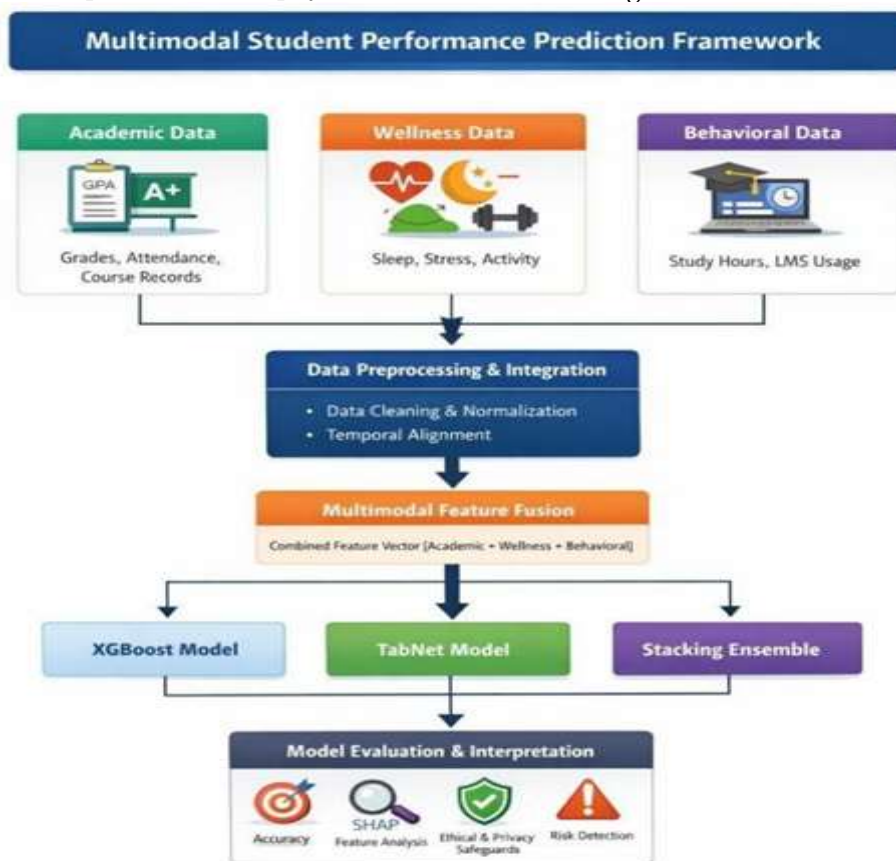 Multimodal Student Performance Prediction Framework
Academic Data
GPA
A+
Grades, Attendance,
Course Records
Wellness Data
Sleep, Stress, Activity
Behavioral Data
Study Hours, LMS Usage
Data Preprocessing & Integration
• Data Cleaning & Normalization
• Temporal Alignment
Multimodal Feature Fusion
Combined Feature Vector [Academic + Wellness + Behavioral]
XGBoost Model
TabNet Model
Stacking Ensemble
Model Evaluation & Interpretation
Accuracy
SHAP
Feature Analysis
Ethical & Privacy
Safeguards
Risk Detection